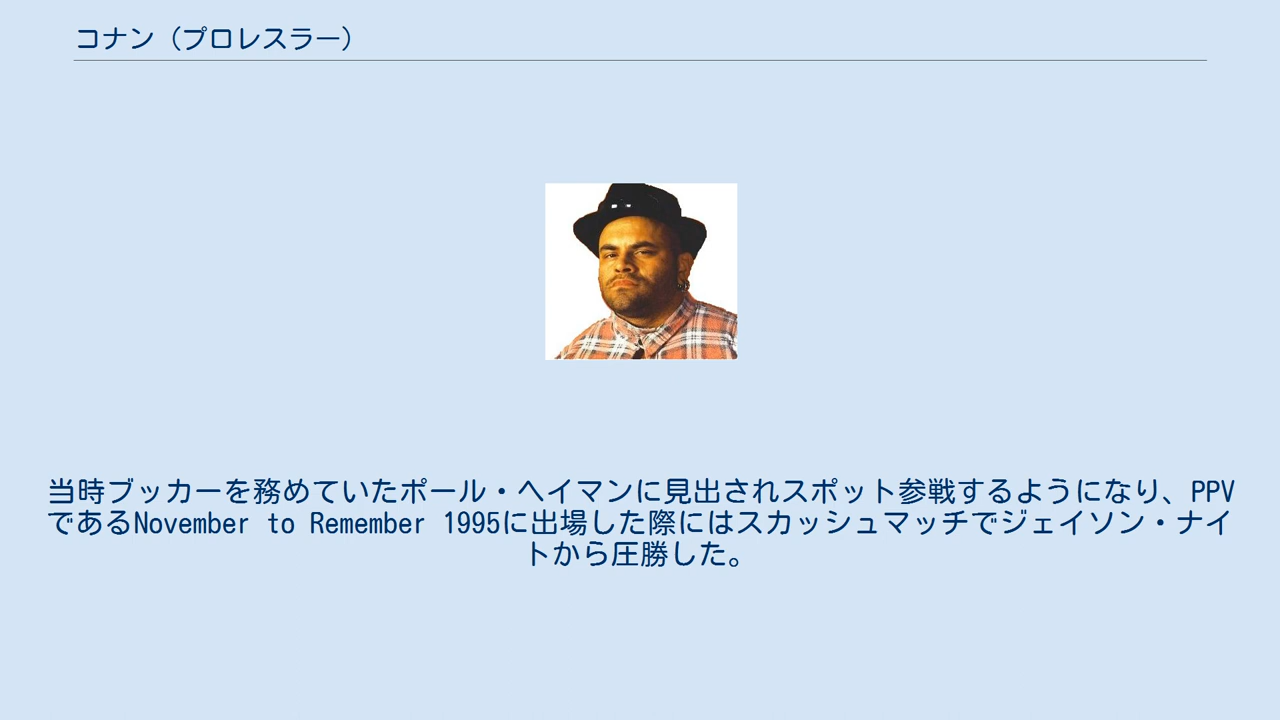 コナン（プロレスラー）
当時ブッカーを務めていたポール・ヘイマンに見出されスポット参戦するようになり、PPV
であるNovember to Remember 1995に出場した際にはスカッシュマッチでジェイソン・ナイ
トから圧勝した。